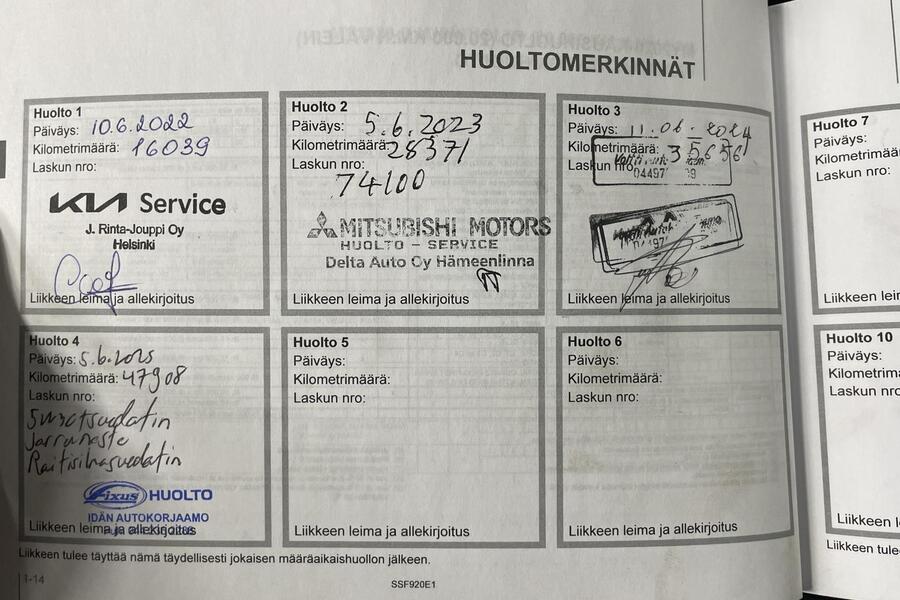 HUOLTOMERKINNÄT
Huolto 1
Päiväys: 10.6.2022
Kilometrimäärä: 16039
Laskun nro:
KIA Service
J. Rinta-Jouppi Oy
Helsinki
Liikkeen leima ja allekirjoitus
Huolto 2
Päiväys: 5.6.2023
Kilometrimäärä: 28371
Laskun nro:
74100
MITSUBISHI MOTORS
HUOLTO - SERVICE
Delta Auto Oy Hämeenlinna
Liikkeen leima ja allekirjoitus
Huolto 3
Päiväys: 11.06.2024
Kilometrimäärä: 35656
Laskun nro:
Liikkeen leima ja allekirjoitus
Huolto 4
Päiväys: 5.6.2025
Kilometrimäärä: 47908
Laskun nro:
Jarruneste
Raitisilmasuodatin
Fixus HUOLTO
IDÄN AUTOKORJAAMO
Liikkeen leima ja allekirjoitus
Huolto 5
Päiväys:
Kilometrimäärä:
Laskun nro:
Liikkeen leima ja allekirjoitus
Huolto 6
Päiväys:
Kilometrimäärä:
Laskun nro:
Liikkeen leima ja allekirjoitus
Liikkeen tulee täyttää nämä täydellisesti jokaisen määräaikaishuollon jälkeen.
1-14
SSF920E1
Huolto 7
Päiväys:
Kilometrimäärä
Laskun nro:
Huolto 10
Päiväys:
Laskun nro: